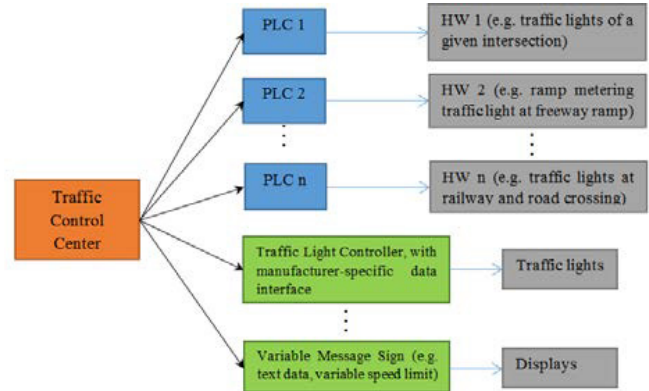 PLC 1
HW 1 (e.g. traffic lights of a
given intersection)
PLC 2
HW 2 (e.g. ramp metering
trafficlight at freeway ramp)
PLC n
HW n (e.g. traffic lights at
railway and road crossing)
Traffic
Control
Center
Traffic Light Controller, with
manufacturer-specific data
interface
Traffic lights
Variable Message Sign (e.g.
text data, variable speed limit)
Displays